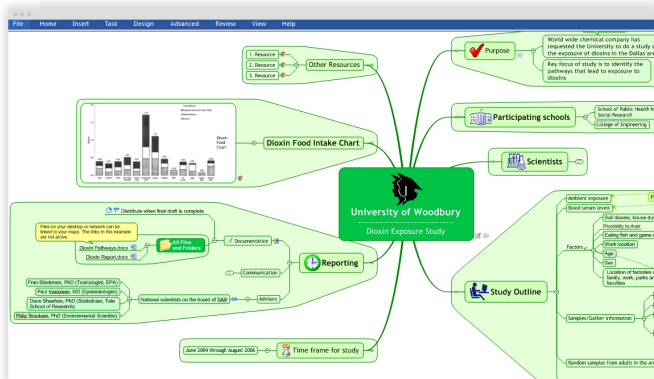 File Home Insert Task Design Advanced Review View Help
1. Resource
2. Resource
3. Resource
Other Resources
Dioxin Food Intake Chart
Dioxin
Food
Chart
Distribute when final draft is complete
Files on your desktop or network can be
linked to your maps. The links in this example
are not active.
Dioxin Pathways.docx
Dioxin Report.docx
All Files
and Folders
Documentation
Communication
Reporting
Fran Bleckman, PhD (Toxicologist, EPA)
Dave Sheehan, PhD (Statistician, Tale
School of Research)
PhD (Environmental Scientist)
National scientists on the board of SAB
Advisors
June 2004 through August 2006
Time frame for study
University of Woodbury
Dioxin Exposure Study
Purpose
World wide chemical company has
requested the University to do a study o
the exposure of dioxins in the Dallas are
Key focus of study is to identify the
pathways that lead to exposure to
dioxins
Participating schools
School of Public Health
Social Research
College of Engineering
Scientists
Study Outline
Ambient exposure
Blood serum levels
Factors
Soil dioxins, house du
Proximity to river
Eating fish and game
Work location
Age
Sex
Location of factories
family, work, parks an
faculties
Samples/Gather information
Random samples from adults in the are